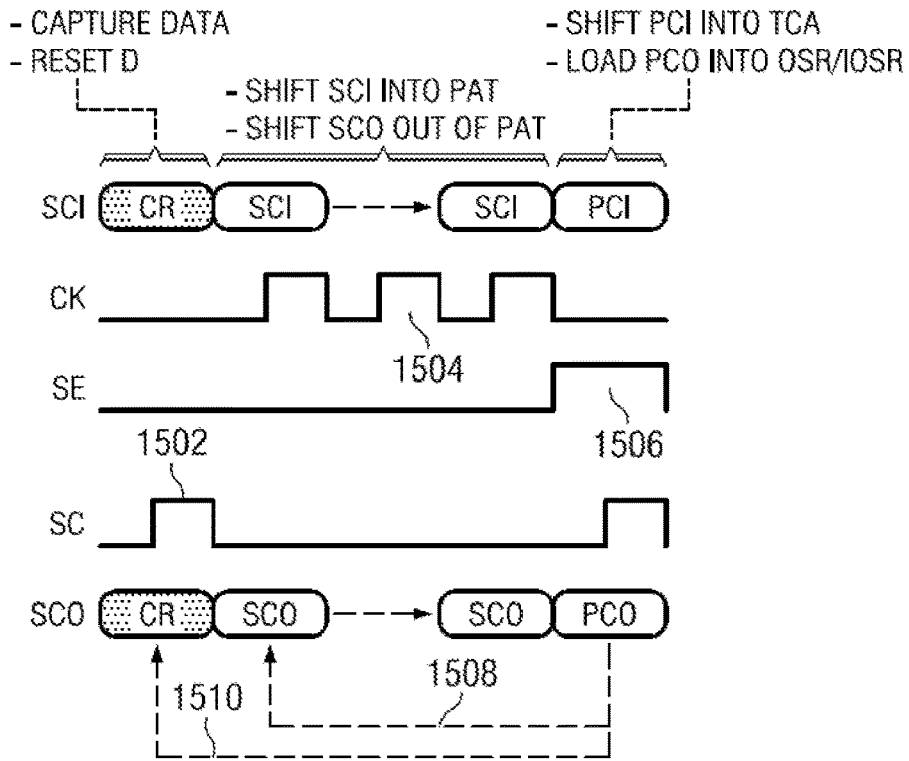 - CAPTURE DATA
- RESET D
- SHIFT SCI INTO PAT
- SHIFT SCO OUT OF PAT
- SHIFT PCI INTO TCA
- LOAD PCO INTO OSR/IOSR
SCI CR SCI SCI PCI
CK
1504
SE
1506
1502
SC
SCO CR SCO SCO PCO
1508
1510